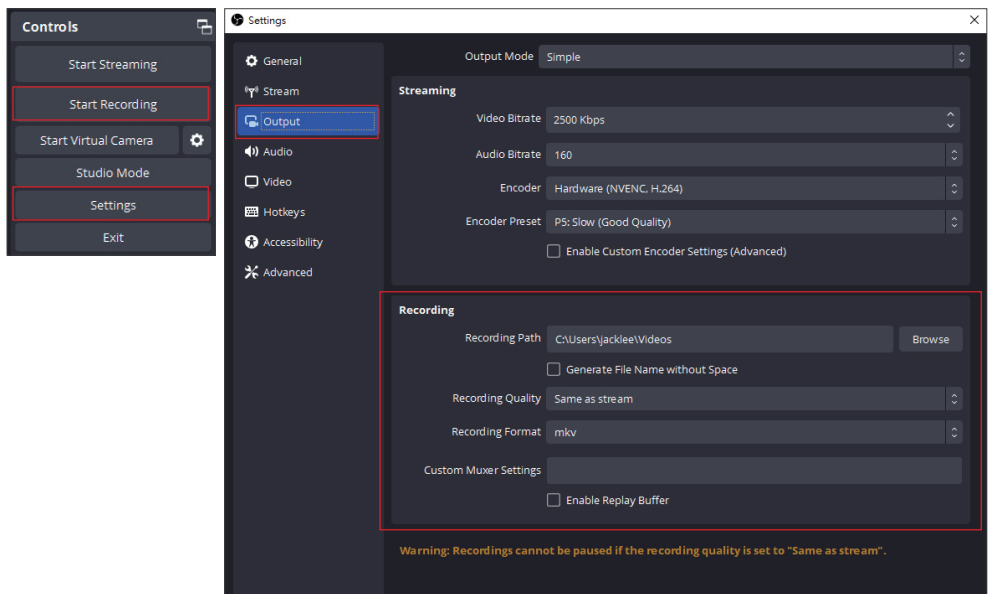 Controls
Start Streaming
Start Recording
Start Virtual Camera
Studio Mode
Settings
Exit
Settings
General
Stream
Output
Audio
Video
Hotkeys
Accessibility
Advanced
Output Mode Simple
Streaming
Video Bitrate 2500 Kbps
Audio Bitrate 160
Encoder Hardware (NVENC, H.264)
Encoder Preset P5: Slow (Good Quality)
Enable Custom Encoder Settings (Advanced)
Recording
Recording Path C:\Users\jacklee\Videos Browse
Generate File Name without Space
Recording Quality Same as stream
Recording Format mkv
Custom Muxer Settings
Enable Replay Buffer
Warning: Recordings cannot be paused if the recording quality is set to "Same as stream".